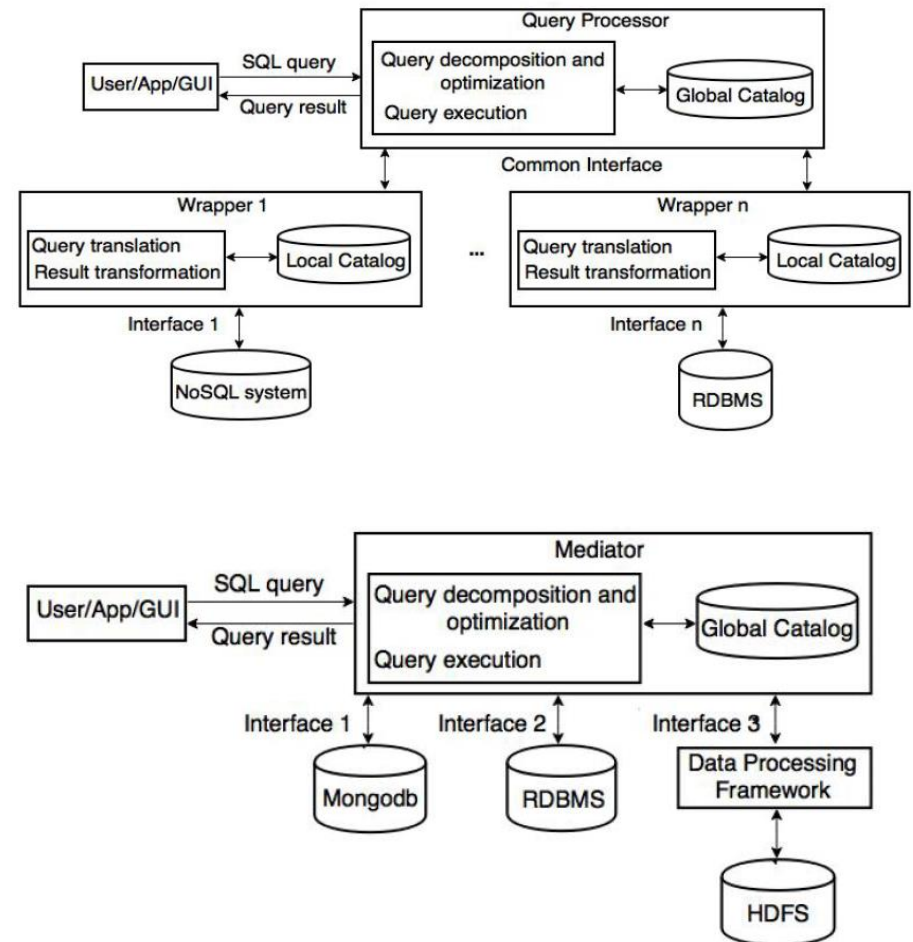 Query Processor
SQL query
User/App/GUI
Query result
Query decomposition and
optimization
Query execution
Global Catalog
Common Interface
Wrapper 1
Query translation
Result transformation
Local Catalog
...
Wrapper n
Query translation
Result transformation
Local Catalog
Interface 1
Interface n
NoSQL system
RDBMS
Mediator
SQL query
User/App/GUI
Query result
Query decomposition and
optimization
Query execution
Global Catalog
Interface 1
Interface 2
Interface 3
Mongodb
RDBMS
Data Processing
Framework
HDFS